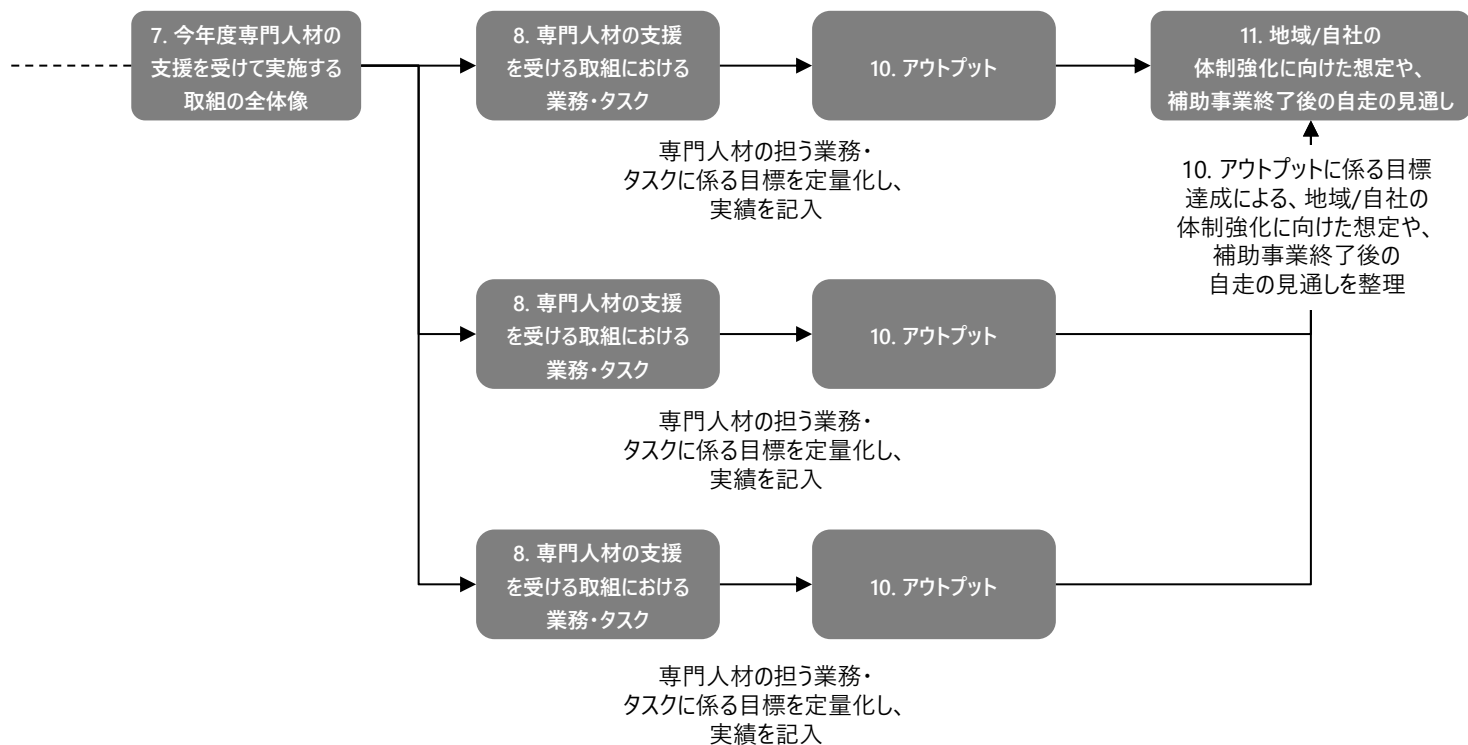 7. 今年度専門人材の
支援を受けて実施する
取組の全体像
8. 専門人材の支援
を受ける取組における
業務・タスク
10. アウトプット
11. 地域/自社の
体制強化に向けた想定や、
補助事業終了後の自走の見通し
専門人材の担う業務・
タスクに係る目標を定量化し、
実績を記入
10. アウトプットに係る目標
達成による、地域/自社の
体制強化に向けた想定や、
補助事業終了後の
自走の見通しを整理
8. 専門人材の支援
を受ける取組における
業務・タスク
10. アウトプット
専門人材の担う業務・
タスクに係る目標を定量化し、
実績を記入
8. 専門人材の支援
を受ける取組における
業務・タスク
10. アウトプット
専門人材の担う業務・
タスクに係る目標を定量化し、
実績を記入